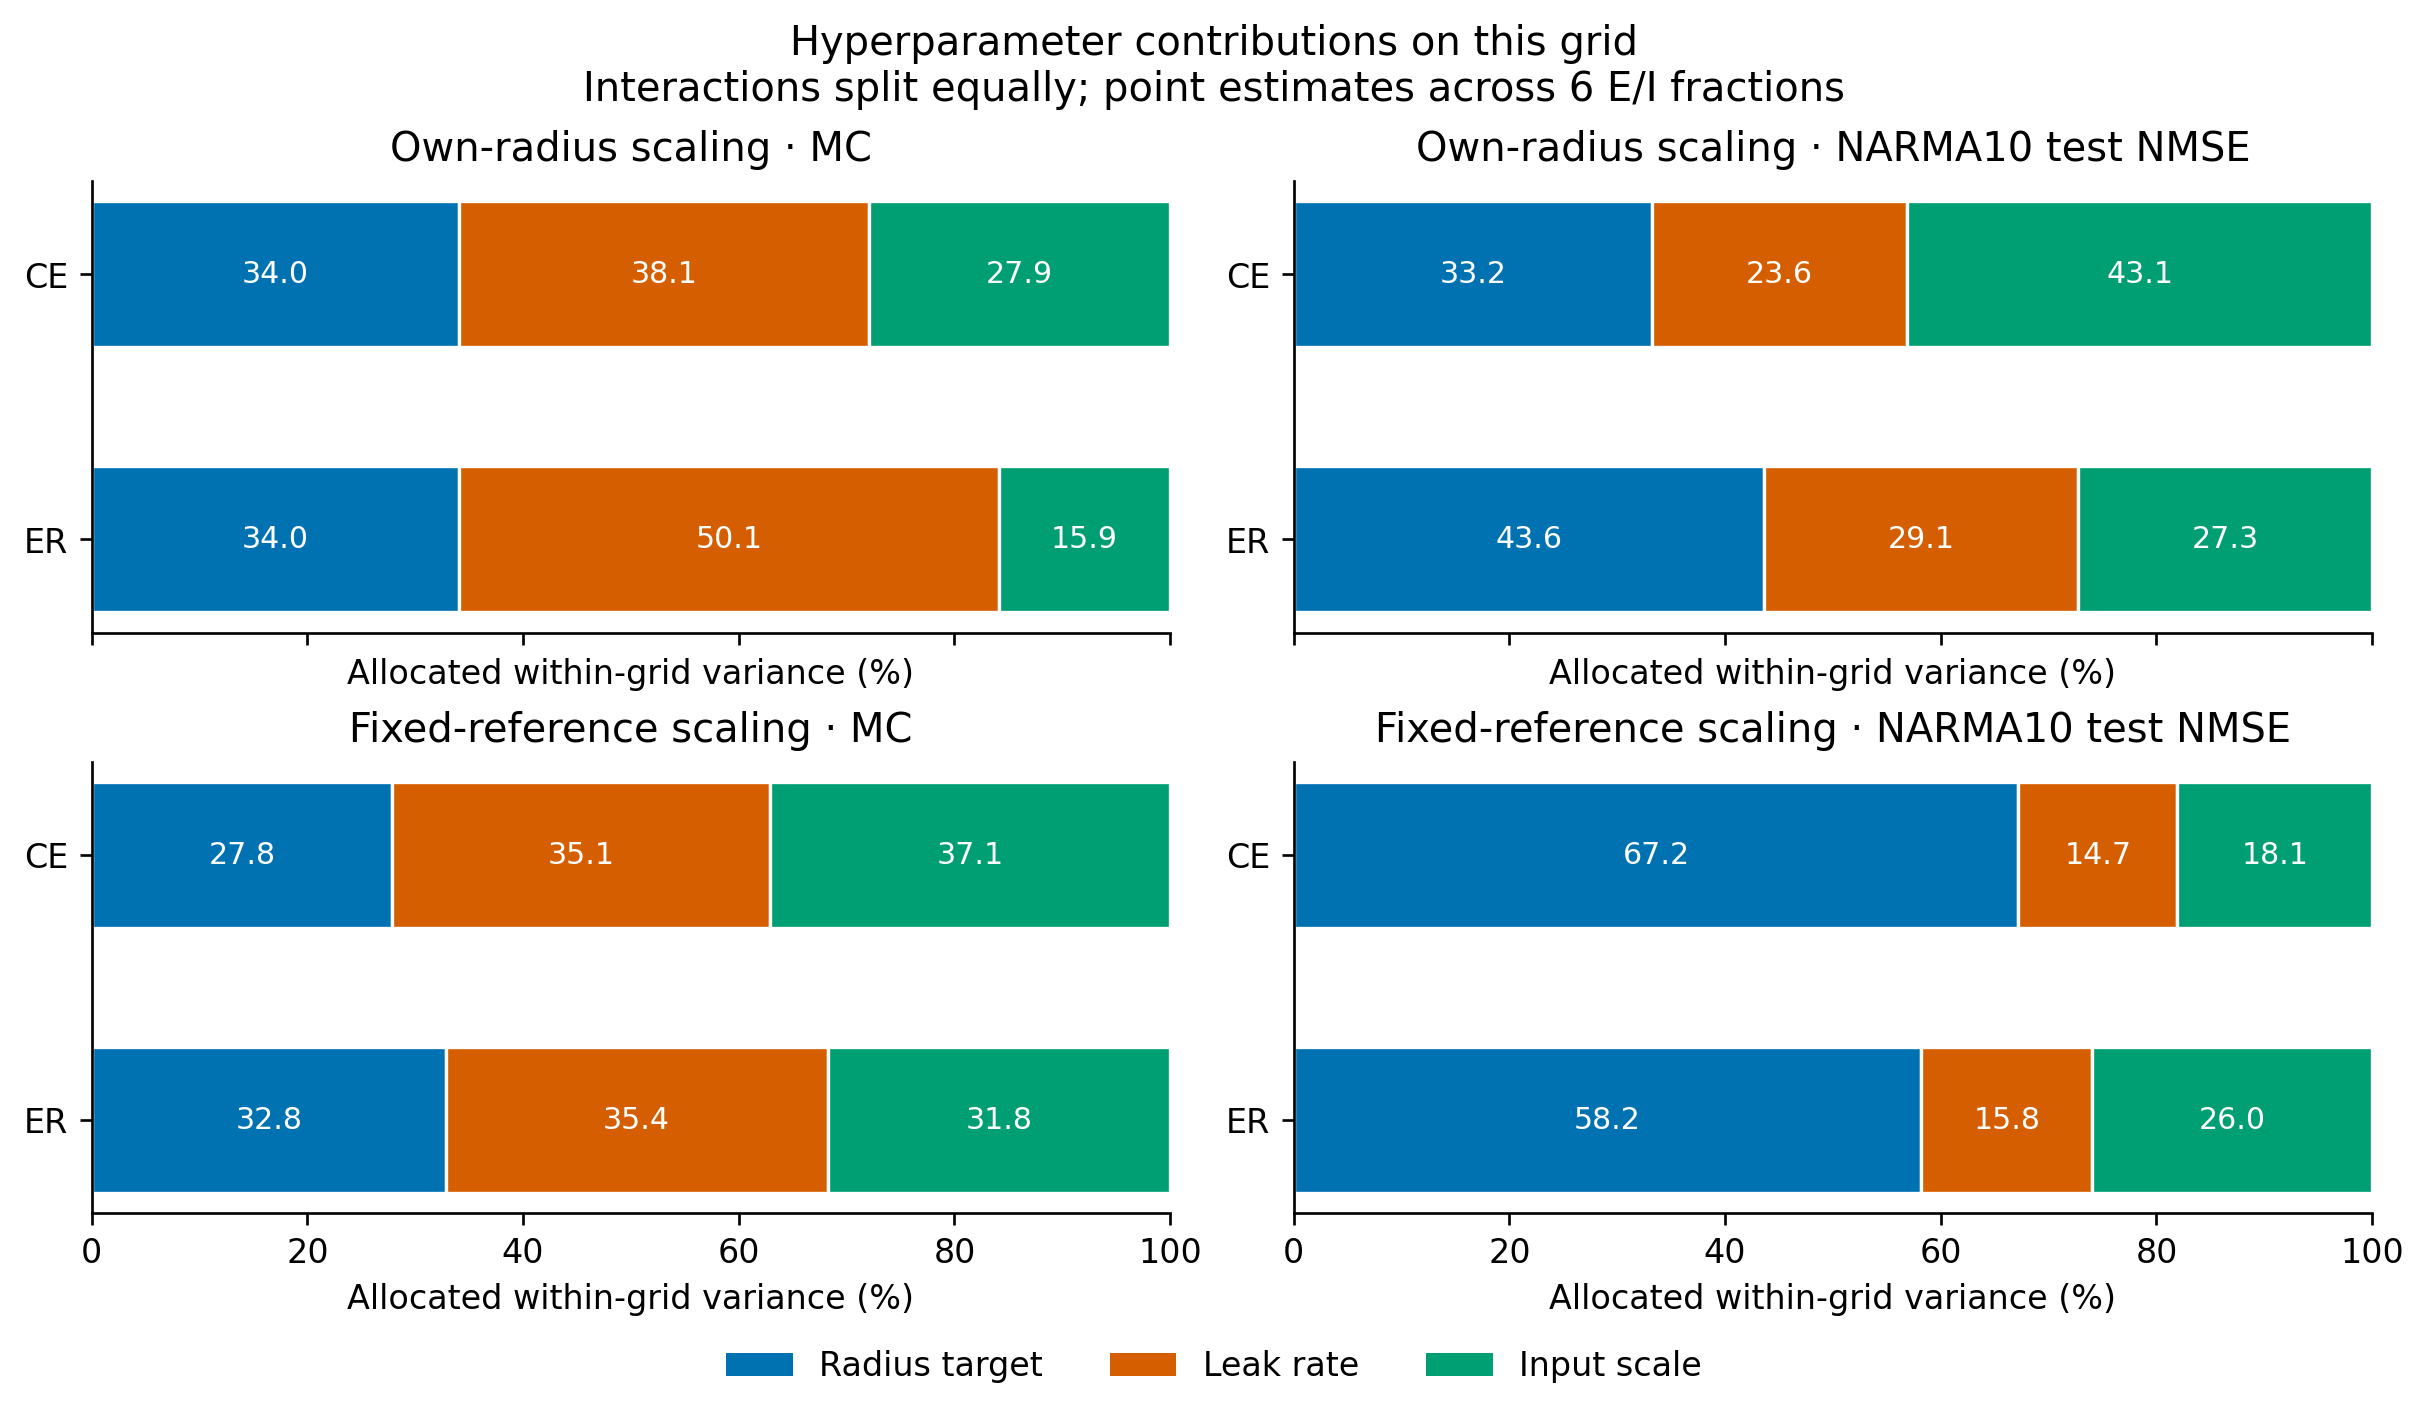 Hyperparameter contributions on this grid
Interactions split equally; point estimates across 6 E/I fractions
Own-radius scaling · MC
CE
34.0 38.1 27.9
ER
34.0 50.1 15.9
Allocated within-grid variance (%)
Own-radius scaling · NARMA10 test NMSE
CE
33.2 23.6 43.1
ER
43.6 29.1 27.3
Allocated within-grid variance (%)
Fixed-reference scaling · MC
CE
27.8 35.1 37.1
ER
32.8 35.4 31.8
0 20 40 60 80 100
Allocated within-grid variance (%)
Fixed-reference scaling · NARMA10 test NMSE
CE
67.2 14.7 18.1
ER
58.2 15.8 26.0
0 20 40 60 80 100
Allocated within-grid variance (%)
Radius target Leak rate Input scale